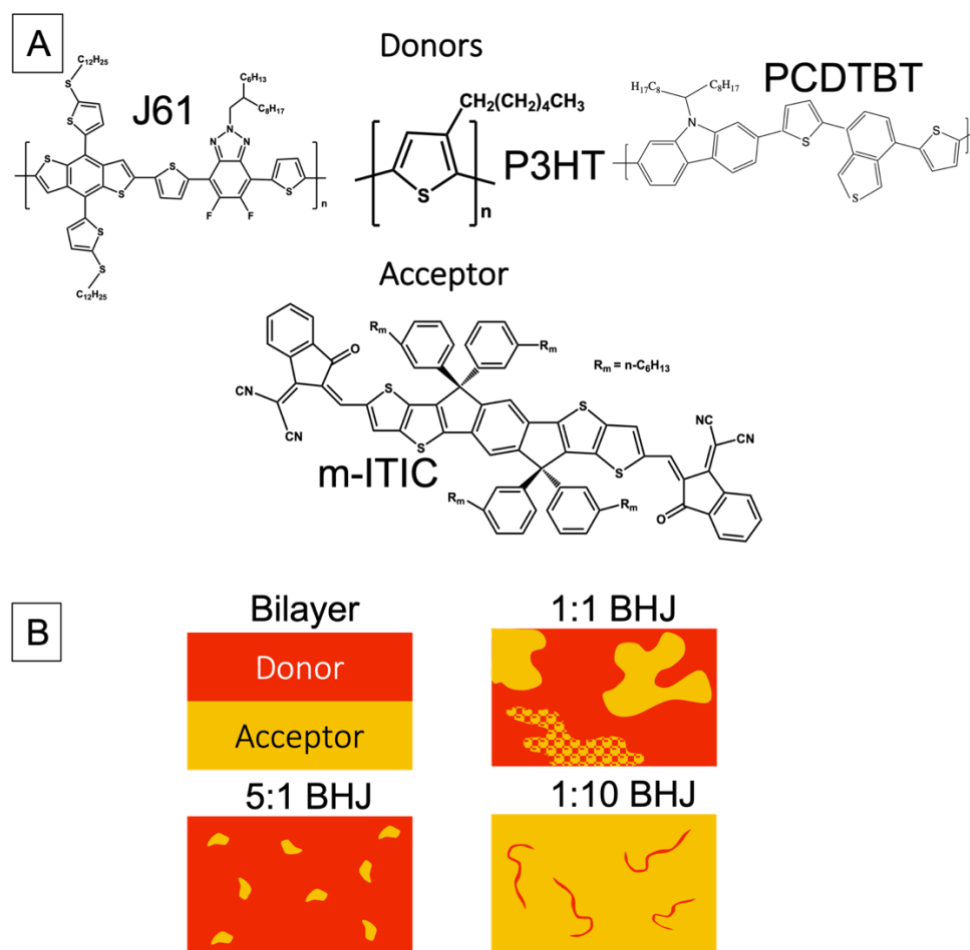 A
Donors
J61
C₁₂H₂₅
S
S
C₆H₁₃
C₈H₁₇
N
N
N
S
S
S
S
F
F
S
S
C₁₂H₂₅
n
CH₂(CH₂)₄CH₃
S
n
P3HT
PCDTBT
H₁₇C₈
C₈H₁₇
N
S
S
S
n
Acceptor
Rₘ
Rₘ
Rₘ = n-C₆H₁₃
O
CN
CN
S
S
S
S
NC
CN
m-ITIC
Rₘ
Rₘ
O
B
Bilayer
1:1 BHJ
Donor
Acceptor
5:1 BHJ
1:10 BHJ